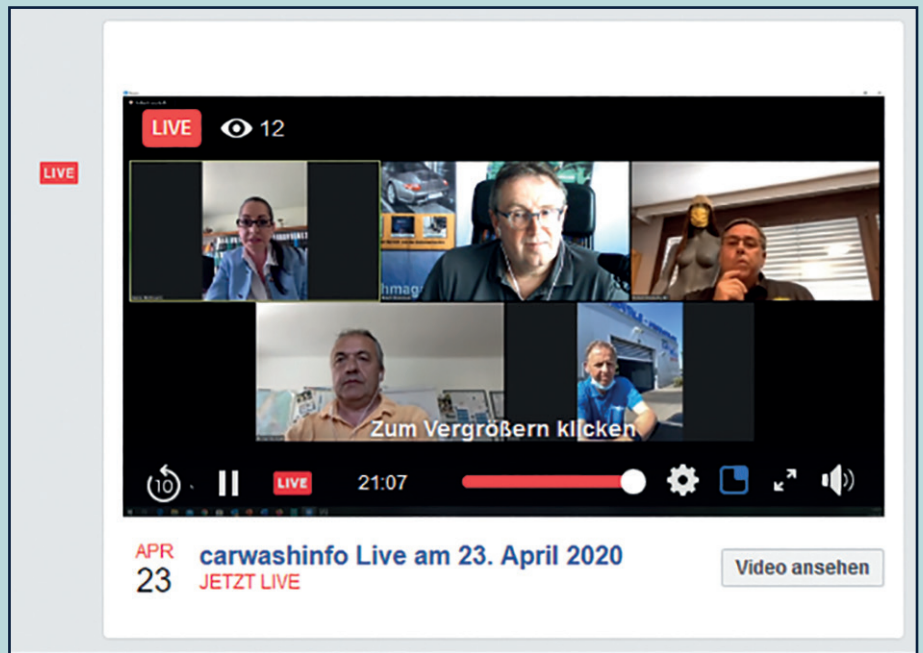 LIVE 12
LIVE
Zum Vergrößern klicken
10 LIVE 21:07
APR
23
carwashinfo Live am 23. April 2020
JETZT LIVE
Video ansehen